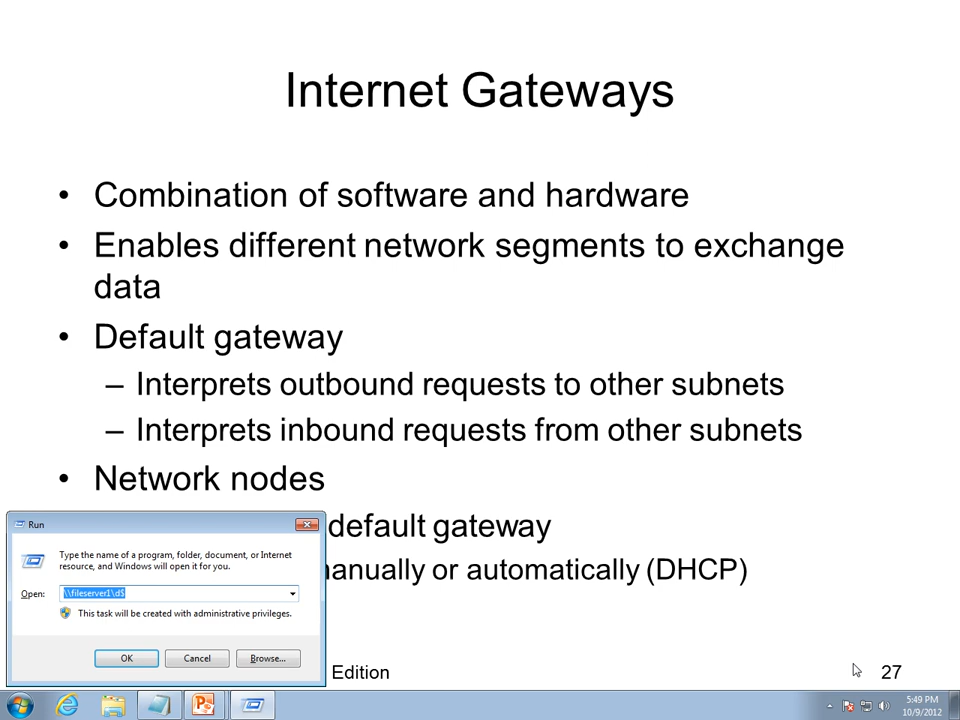 Internet Gateways
• Combination of software and hardware
• Enables different network segments to exchange
data
• Default gateway
– Interprets outbound requests to other subnets
– Interprets inbound requests from other subnets
• Network nodes
default gateway
manually or automatically (DHCP)
Edition
27
Run
Type the name of a program, folder, document, or Internet
resource, and Windows will open it for you.
Open: \\fileserver1\d$
This task will be created with administrative privileges.
OK Cancel Browse...
5:49 PM
10/9/2012